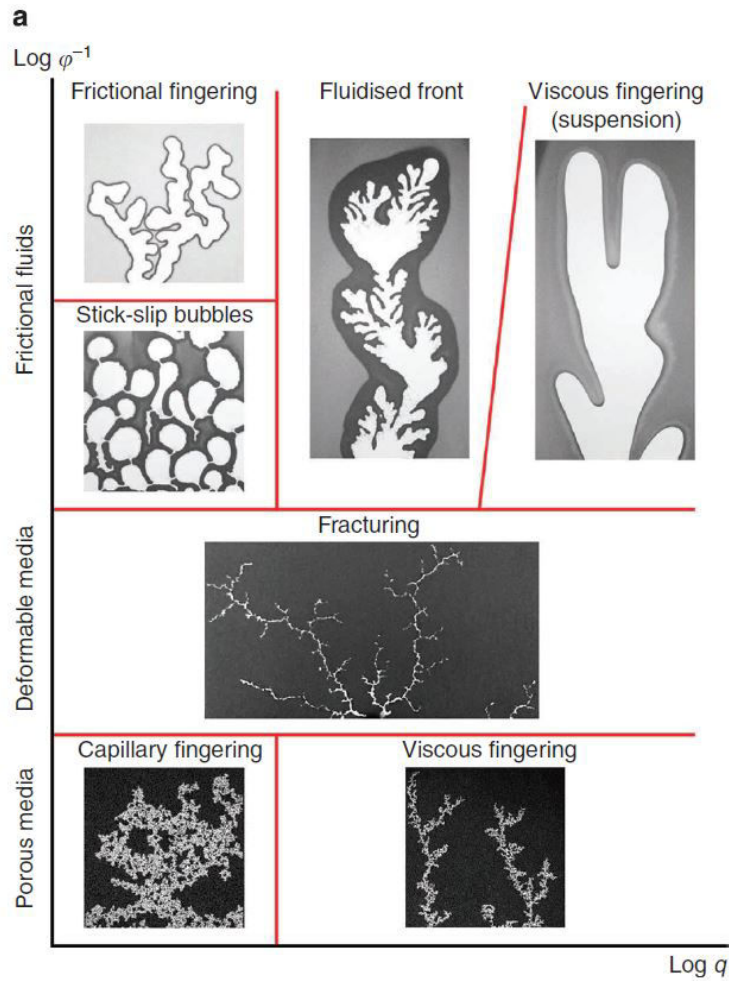 a
Log φ⁻¹
Frictional fingering
Fluidised front
Viscous fingering
(suspension)
Frictional fluids
Stick-slip bubbles
Fracturing
Deformable media
Capillary fingering
Viscous fingering
Porous media
Log q